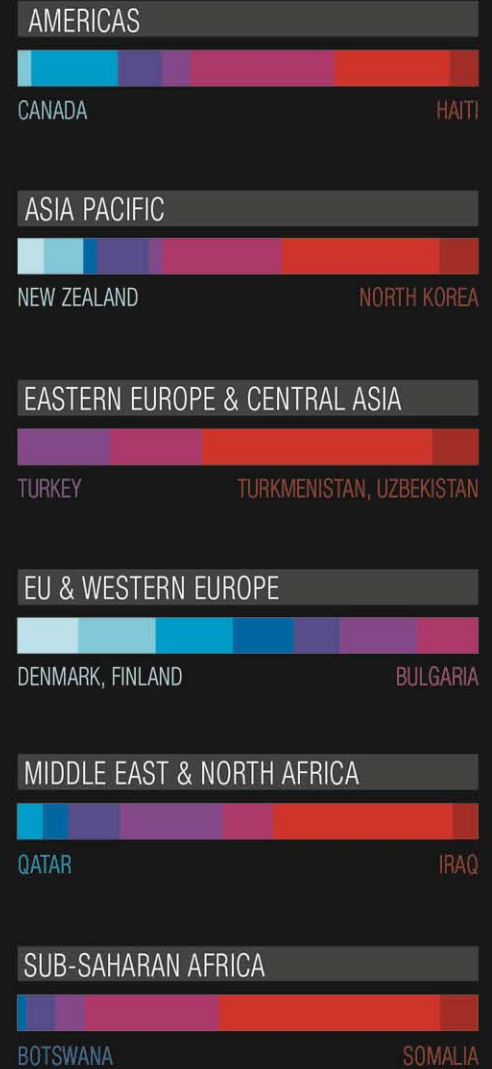 AMERICAS
CANADA HAITI
ASIA PACIFIC
NEW ZEALAND NORTH KOREA
EASTERN EUROPE & CENTRAL ASIA
TURKEY TURKMENISTAN, UZBEKISTAN
EU & WESTERN EUROPE
DENMARK, FINLAND BULGARIA
MIDDLE EAST & NORTH AFRICA
QATAR IRAQ
SUB-SAHARAN AFRICA
BOTSWANA SOMALIA